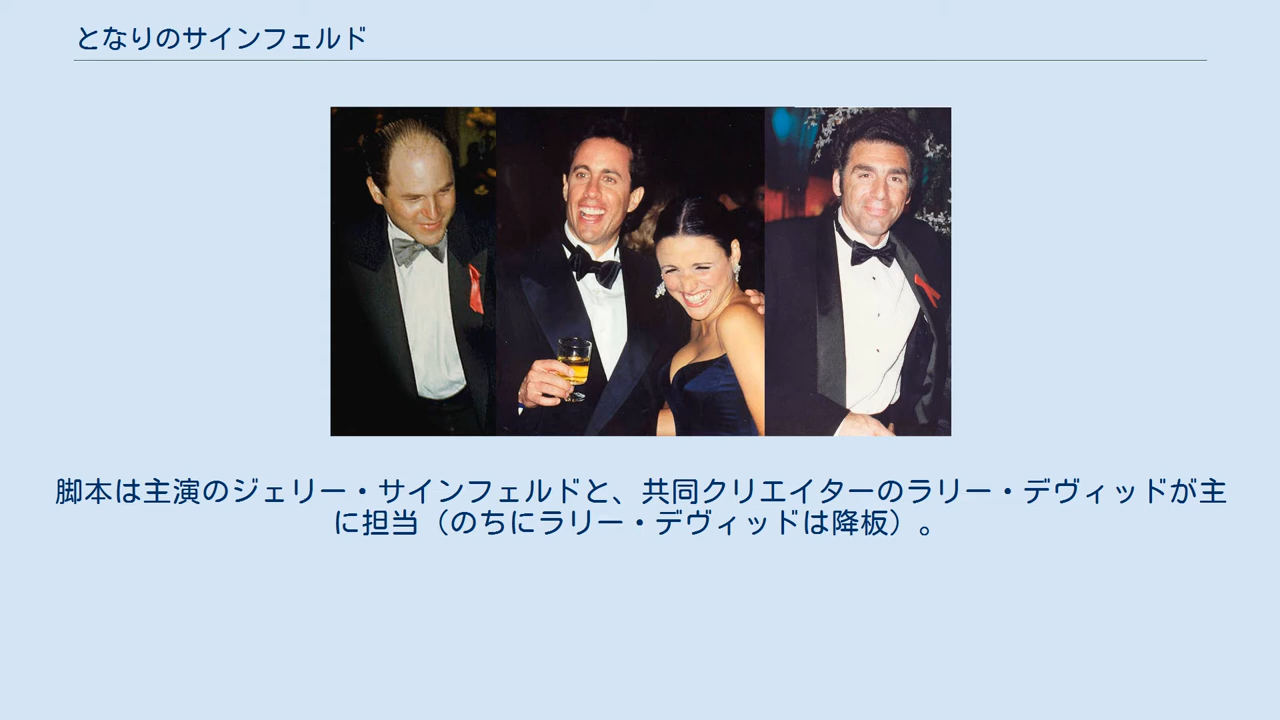 となりのサインフェルド
脚本は主演のジェリー・サインフェルドと、共同クリエイターのラリー・デヴィッドが主
に担当（のちにラリー・デヴィッドは降板）。